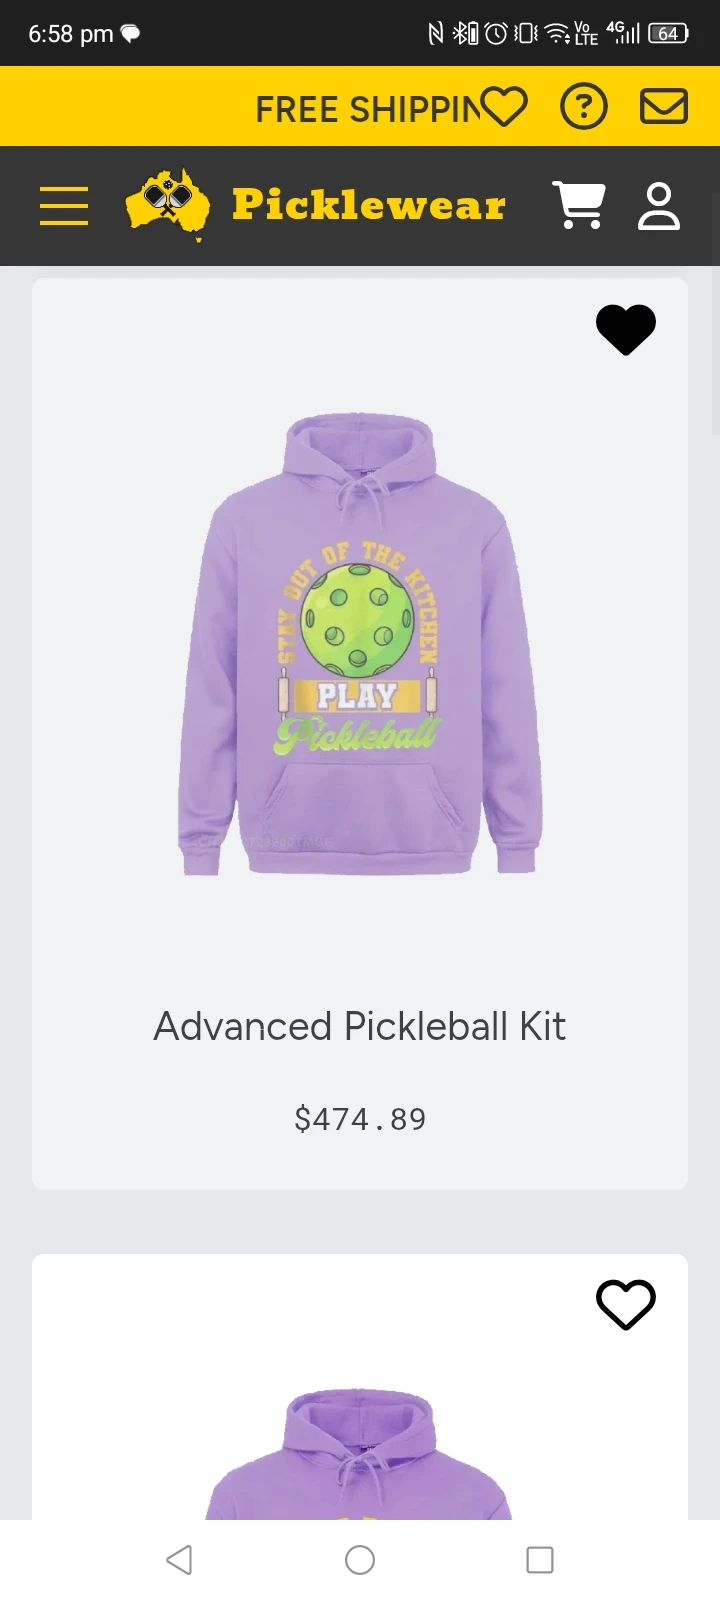 6:58 pm
Vo
LTE
4G
64
FREE SHIPPIN
?
Picklewear
STAY OUT OF THE KITCHEN
PLAY
Pickleball
Advanced Pickleball Kit
$474.89